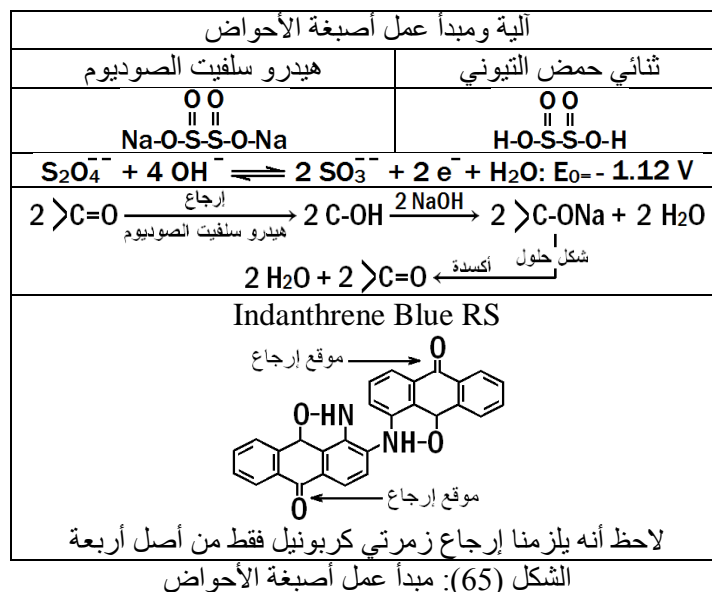 آلية ومبدأ عمل أصبغة الأحواض
ثنائي حمض التيوني
هيدرو سلفيت الصوديوم
O O
H-O-S-S-O-H
O O
Na-O-S-S-O-Na
S₂O₄⁻⁻ + 4 OH⁻ ⇌ 2 SO₃⁻⁻ + 2 e⁻ + H₂O: E₀= - 1.12 V
2 >C=O إرجاع هيدرو سلفيت الصوديوم → 2 C-OH 2 NaOH → 2 >C-ONa + 2 H₂O
شكل حلول
2 H₂O + 2 >C=O ← أكسدة
Indanthrene Blue RS
موقع إرجاع
O
O-HN
NH-O
O
موقع إرجاع
لاحظ أنه يلزمنا إرجاع زمرتي كربونيل فقط من أصل أربعة
الشكل (65): مبدأ عمل أصبغة الأحواض